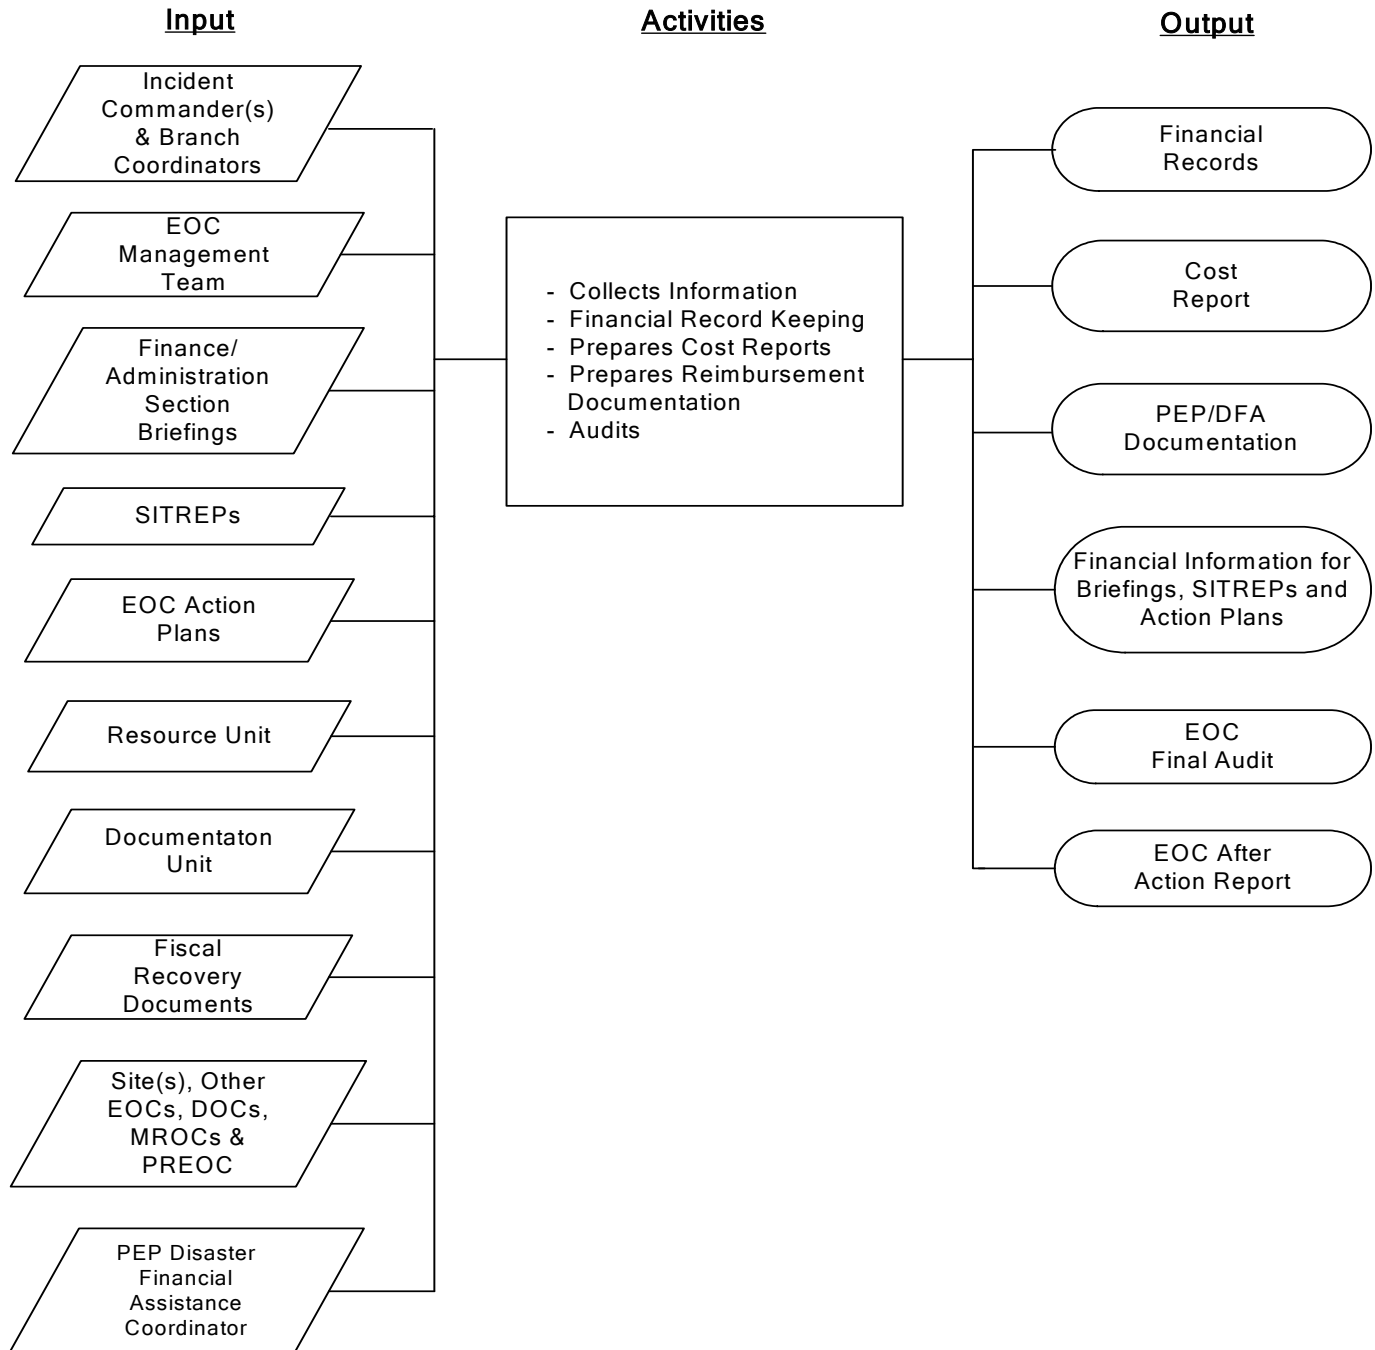 Input
Activities
Output
Incident
Commander(s)
& Branch
Coordinators
EOC
Management
Team
Finance/
Administration
Section
Briefings
SITREPs
EOC Action
Plans
Resource Unit
Documentaton
Unit
Fiscal
Recovery
Documents
Site(s), Other
EOCs, DOCs,
MROCs &
PREOC
PEP Disaster
Financial
Assistance
Coordinator
- Collects Information
- Financial Record Keeping
- Prepares Cost Reports
- Prepares Reimbursement
Documentation
- Audits
Financial
Records
Cost
Report
PEP/DFA
Documentation
Financial Information for
Briefings, SITREPs and
Action Plans
EOC
Final Audit
EOC After
Action Report